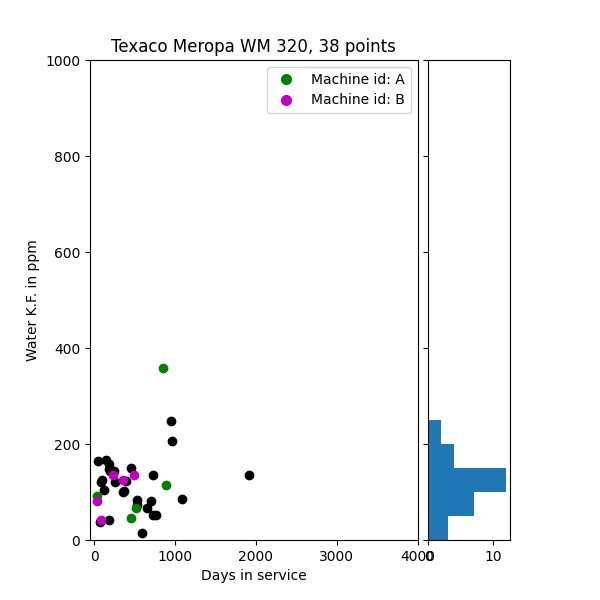 Texaco Meropa WM 320, 38 points
Machine id: A
Machine id: B
1000
800
600
400
200
0
Water K.F. in ppm
0
1000
2000
3000
4000
0
10
Days in service